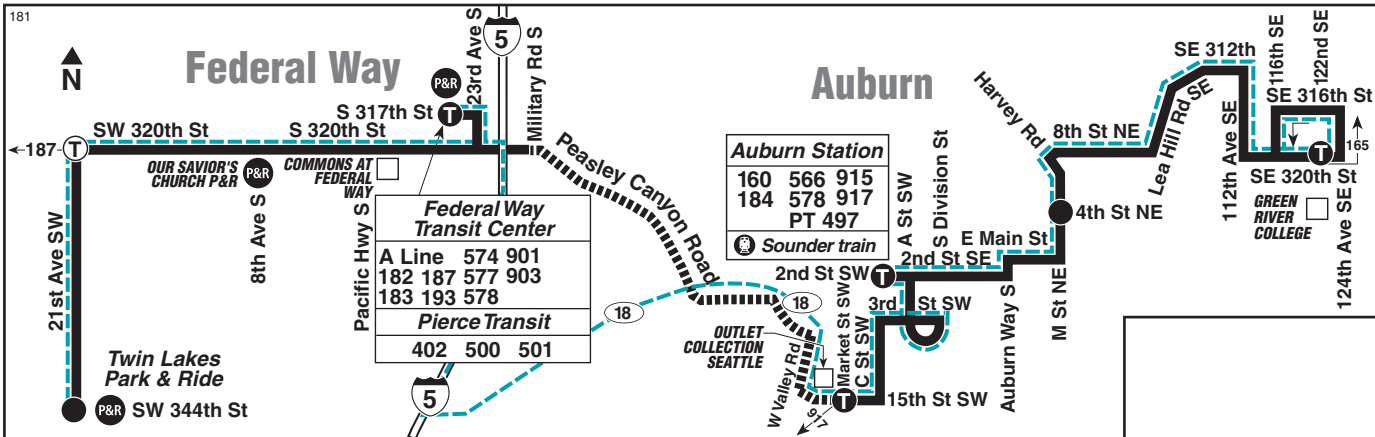 181
N
Federal Way
Auburn
5
23rd Ave S
Military Rd S
P&R
S 317th St
T
SW 320th St
S 320th St
187
T
OUR SAVIOR'S
CHURCH P&R
P&R
COMMONS AT
FEDERAL
WAY
8th Ave S
Pacific Hwy S
21st Ave SW
Federal Way
Transit Center
A Line 574 901
182 187 577 903
183 193 578
Pierce Transit
402 500 501
Twin Lakes
Park & Ride
P&R
SW 344th St
5
18
Peasley Canyon Road
18
Auburn Station
160 566 915
184 578 917
PT 497
Sounder train
2nd St SW
T
A St SW
S Division St
2nd St SE
E Main St
3rd St SW
OUTLET
COLLECTION
SEATTLE
W Valley Rd
Market St SW
C St SW
917
T
15th St SW
Auburn Way S
M St NE
4th St NE
Harvey Rd
8th St NE
Lea Hill Rd SE
SE 312th
112th Ave SE
116th SE
122nd SE
SE 316th St
T
165
SE 320th St
GREEN
RIVER
COLLEGE
124th Ave SE